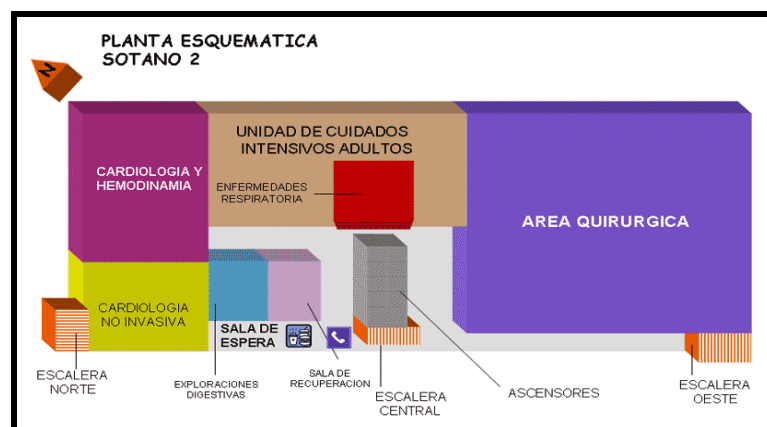 PLANTA ESQUEMATICA
SOTANO 2
N
UNIDAD DE CUIDADOS
INTENSIVOS ADULTOS
CARDIOLOGIA Y
HEMODINAMIA
ENFERMEDADES
RESPIRATORIA
AREA QUIRURGICA
CARDIOLOGIA
NO INVASIVA
SALA DE
ESPERA
ESCALERA
NORTE
EXPLORACIONES
DIGESTIVAS
SALA DE
RECUPERACION
ESCALERA
CENTRAL
ASCENSORES
ESCALERA
OESTE